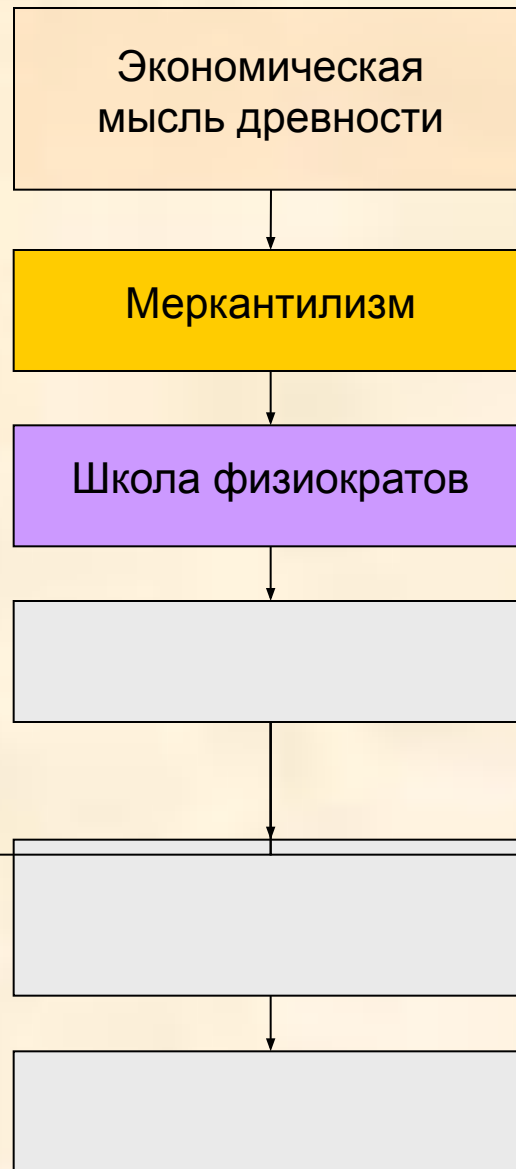 Экономическая
мысль древности
Меркантилизм
Школа физиократов